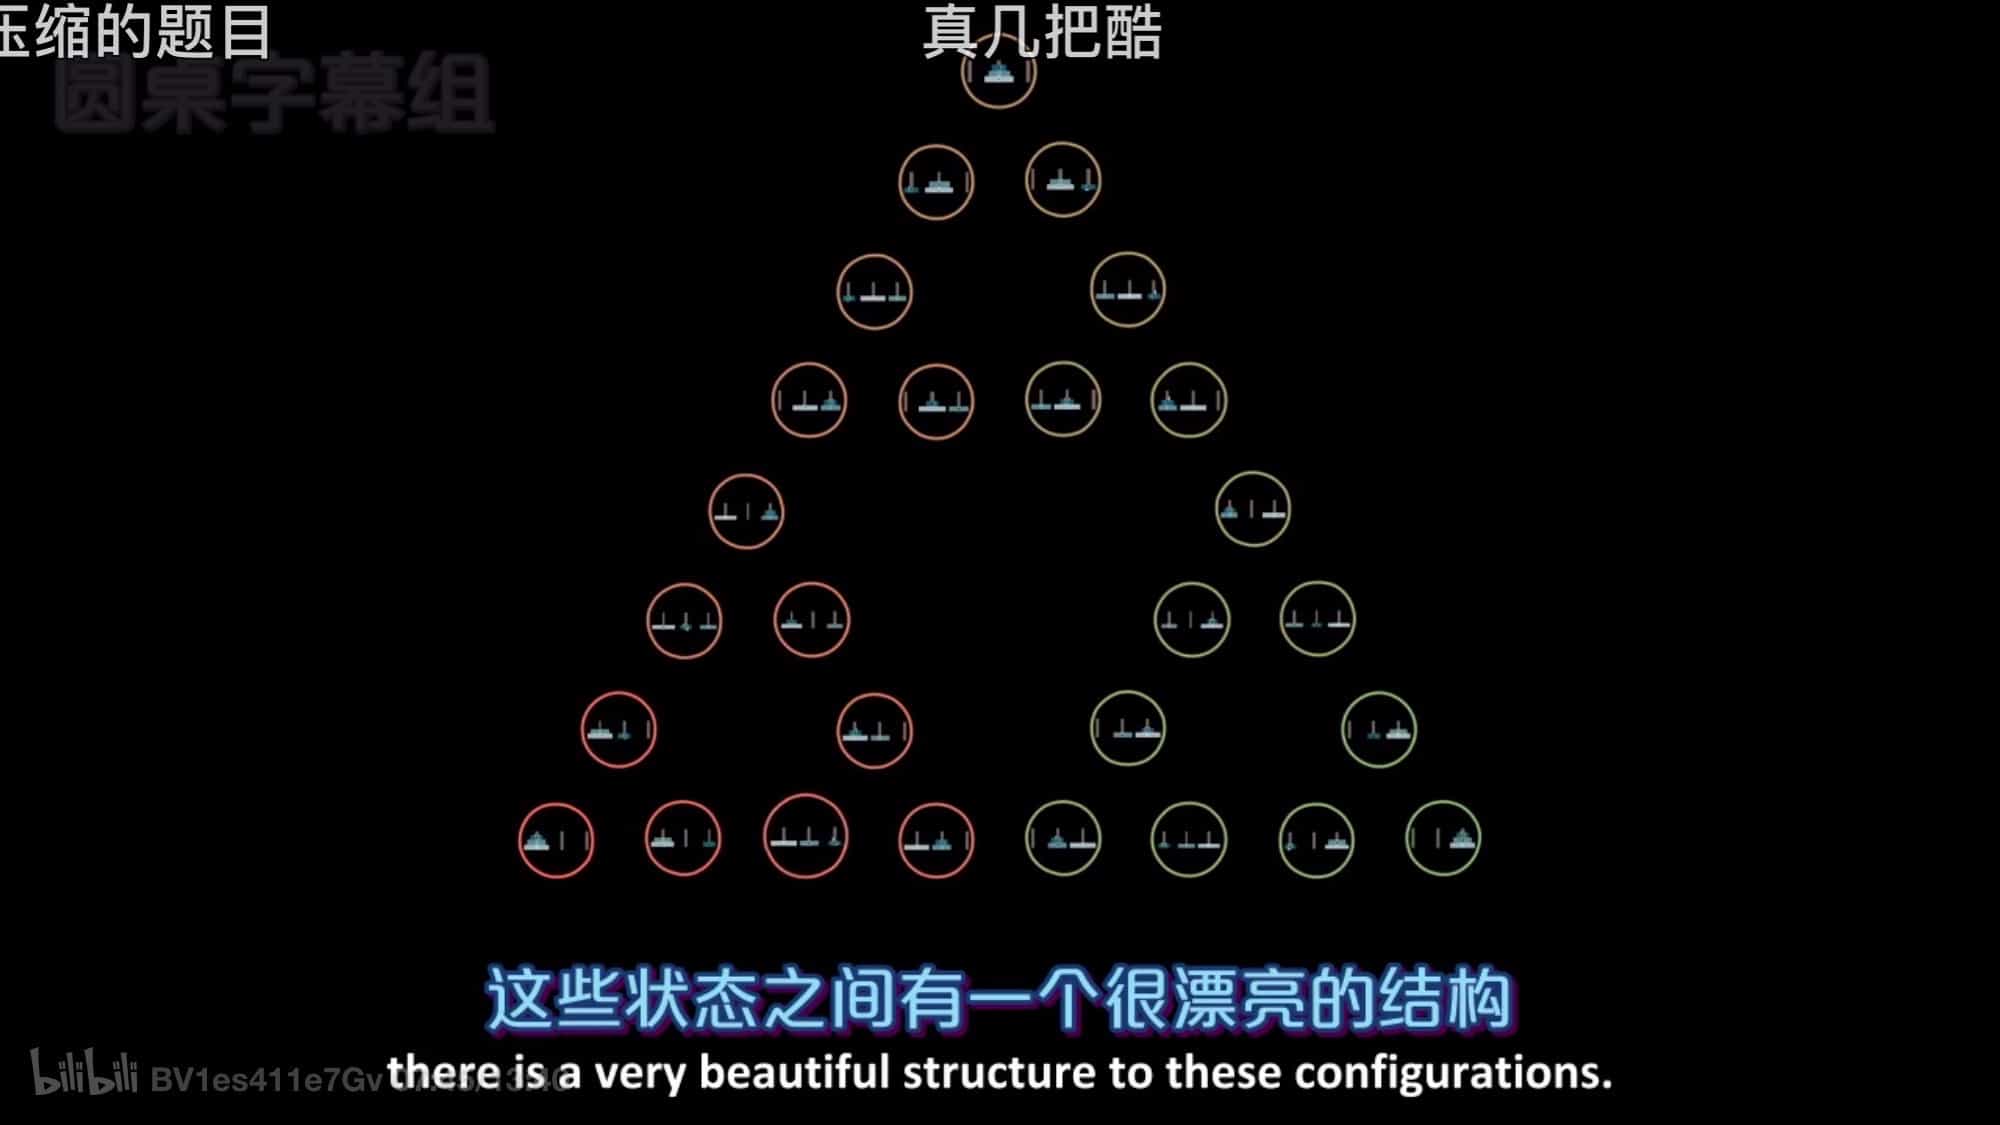 压缩的题目
真几把酷
圆桌字幕组
这些状态之间有一个很漂亮的结构
there is a very beautiful structure to these configurations.
bilibili BV1es411e7Gv